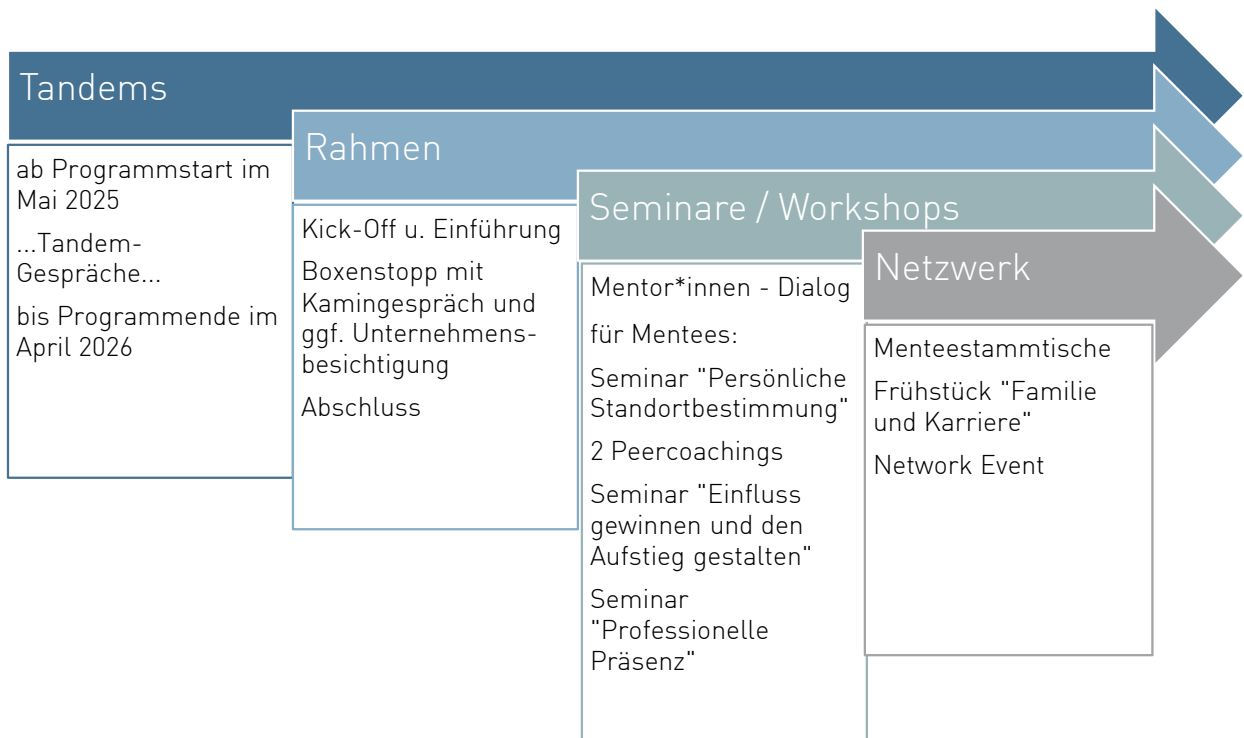 Tandems
ab Programmstart im
Mai 2025
...Tandem-
Gespräche...
bis Programmende im
April 2026
Rahmen
Kick-Off u. Einführung
Boxenstopp mit
Kamingespräch und
ggf. Unternehmens-
besichtigung
Abschluss
Seminare / Workshops
Mentor*innen - Dialog
für Mentees:
Seminar "Persönliche
Standortbestimmung"
2 Peercoachings
Seminar "Einfluss
gewinnen und den
Aufstieg gestalten"
Seminar
"Professionelle
Präsenz"
Netzwerk
Menteestammtische
Frühstück "Familie
und Karriere"
Network Event